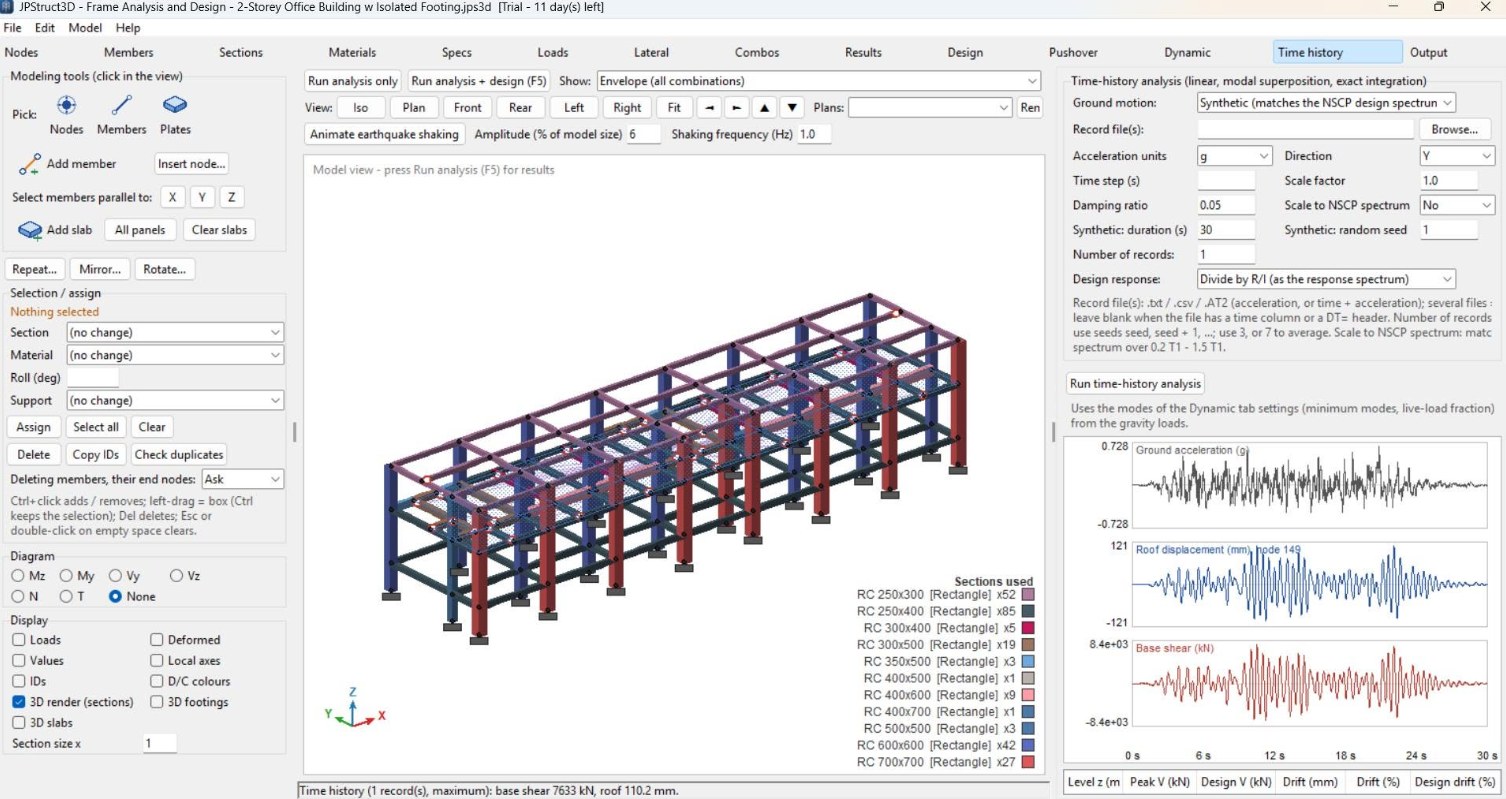 JPStruct3D - Frame Analysis and Design - 2-Storey Office Building w Isolated Footing.jps3d [Trial - 11 day(s) left]
File Edit Model Help
Nodes Members Sections Materials Specs Loads Lateral Combos Results Design Pushover Dynamic Time history Output
Modeling tools (click in the view)
Pick:
Nodes Members Plates
Add member Insert node...
Select members parallel to: X Y Z
Add slab All panels Clear slabs
Repeat... Mirror... Rotate...
Selection / assign
Nothing selected
Section (no change)
Material (no change)
Roll (deg)
Support (no change)
Assign Select all Clear
Delete Copy IDs Check duplicates
Deleting members, their end nodes: Ask
Ctrl+click adds / removes; left-drag = box (Ctrl
keeps the selection); Del deletes; Esc or
double-click on empty space clears.
Diagram
Mz My Vy Vz
N T None
Display
Loads Deformed
Values Local axes
IDs D/C colours
3D render (sections) 3D footings
3D slabs
Section size x 1
Run analysis only Run analysis + design (F5) Show: Envelope (all combinations)
View: Iso Plan Front Rear Left Right Fit ◄ ► ▲ ▼ Plans: Ren
Animate earthquake shaking Amplitude (% of model size) 6 Shaking frequency (Hz) 1.0
Model view - press Run analysis (F5) for results
Sections used
RC 250x300 [Rectangle] x52
RC 250x400 [Rectangle] x85
RC 300x400 [Rectangle] x5
RC 300x500 [Rectangle] x19
RC 350x500 [Rectangle] x3
RC 400x500 [Rectangle] x1
RC 400x600 [Rectangle] x9
RC 400x700 [Rectangle] x1
RC 500x500 [Rectangle] x3
RC 600x600 [Rectangle] x42
RC 700x700 [Rectangle] x27
Z
Y X
Time history (1 record(s), maximum): base shear 7633 kN, roof 110.2 mm.
Time-history analysis (linear, modal superposition, exact integration)
Ground motion: Synthetic (matches the NSCP design spectrun
Record file(s): Browse...
Acceleration units g Direction Y
Time step (s) Scale factor 1.0
Damping ratio 0.05 Scale to NSCP spectrum No
Synthetic: duration (s) 30 Synthetic: random seed 1
Number of records: 1
Design response: Divide by R/I (as the response spectrum)
Record file(s): .txt / .csv / .AT2 (acceleration, or time + acceleration); several files :
leave blank when the file has a time column or a DT= header. Number of records
use seeds seed, seed + 1, ...; use 3, or 7 to average. Scale to NSCP spectrum: matc
spectrum over 0.2 T1 - 1.5 T1.
Run time-history analysis
Uses the modes of the Dynamic tab settings (minimum modes, live-load fraction)
from the gravity loads.
0.728 Ground acceleration (g)
-0.728
121 Roof displacement (mm), node 149
-121
8.4e+03 Base shear (kN)
-8.4e+03
0 s 6 s 12 s 18 s 24 s 30 s
Level z (m Peak V (kN) Design V (kN) Drift (mm) Drift (%) Design drift (%)